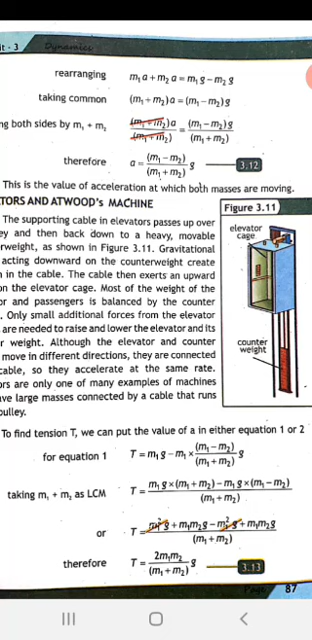 it - 3 Dynamics
rearranging m₁a + m₂a = m₁g – m₂g
taking common (m₁ + m₂)a = (m₁ – m₂)g
ng both sides by m₁ + m₂ (m₁ + m₂)a / (m₁ + m₂) = (m₁ – m₂)g / (m₁ + m₂)
therefore a = (m₁ – m₂) / (m₁ + m₂) g 3.12
This is the value of acceleration at which both masses are moving.
TORS AND ATWOOD'S MACHINE
Figure 3.11
elevator
cage
counter
weight
The supporting cable in elevators passes up over
ey and then back down to a heavy, movable
rweight, as shown in Figure 3.11. Gravitational
acting downward on the counterweight create
n in the cable. The cable then exerts an upward
on the elevator cage. Most of the weight of the
or and passengers is balanced by the counter
. Only small additional forces from the elevator
are needed to raise and lower the elevator and its
r weight. Although the elevator and counter
move in different directions, they are connected
cable, so they accelerate at the same rate.
ors are only one of many examples of machines
ave large masses connected by a cable that runs
pulley.
To find tension T, we can put the value of a in either equation 1 or 2
for equation 1 T = m₁g – m₁ × (m₁ – m₂) / (m₁ + m₂) g
taking m₁ + m₂ as LCM T = m₁g × (m₁ + m₂) – m₁g × (m₁ – m₂) / (m₁ + m₂)
or T = m₁²g + m₁m₂g – m₁²g + m₁m₂g / (m₁ + m₂)
therefore T = 2m₁m₂ / (m₁ + m₂) g 3.13
Page 87